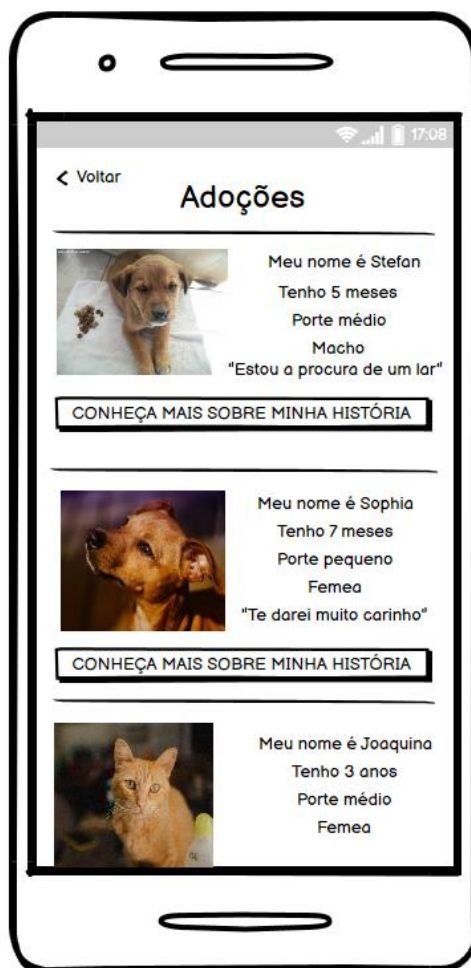 17:08
Voltar
Adoções
Meu nome é Stefan
Tenho 5 meses
Porte médio
Macho
"Estou a procura de um lar"
CONHEÇA MAIS SOBRE MINHA HISTÓRIA
Meu nome é Sophia
Tenho 7 meses
Porte pequeno
Femea
"Te darei muito carinho"
CONHEÇA MAIS SOBRE MINHA HISTÓRIA
Meu nome é Joaquina
Tenho 3 anos
Porte médio
Femea